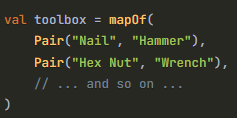 val toolbox = mapOf(
    Pair("Nail", "Hammer"),
    Pair("Hex Nut", "Wrench"),
    // ... and so on ...
)